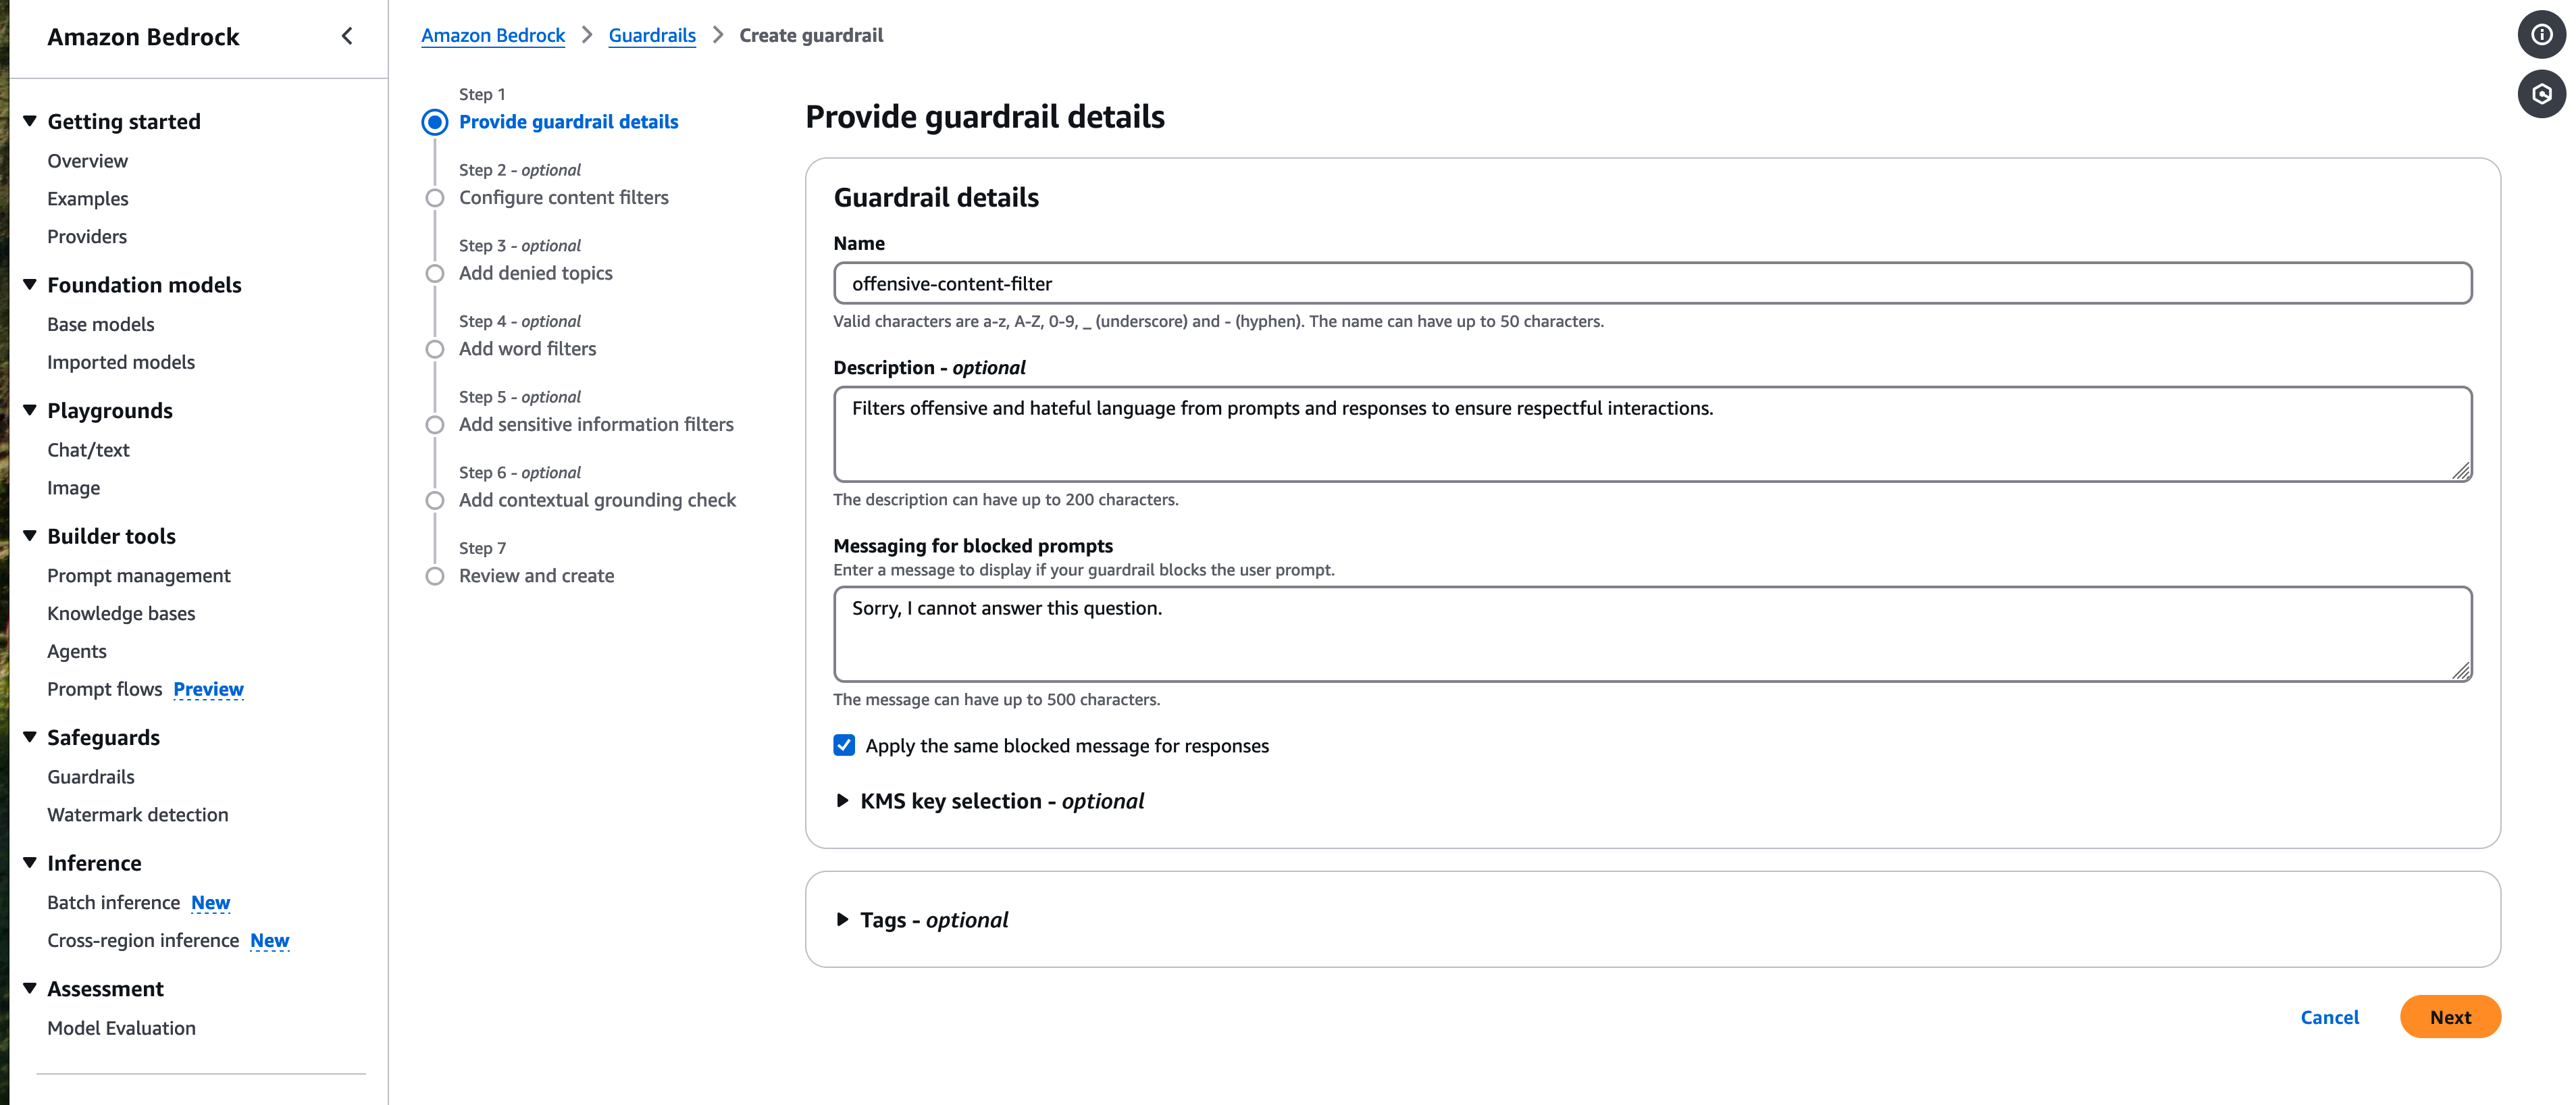 Amazon Bedrock
Getting started
Overview
Examples
Providers
Foundation models
Base models
Imported models
Playgrounds
Chat/text
Image
Builder tools
Prompt management
Knowledge bases
Agents
Prompt flows Preview
Safeguards
Guardrails
Watermark detection
Inference
Batch inference New
Cross-region inference New
Assessment
Model Evaluation
Amazon Bedrock > Guardrails > Create guardrail
Step 1
Provide guardrail details
Step 2 - optional
Configure content filters
Step 3 - optional
Add denied topics
Step 4 - optional
Add word filters
Step 5 - optional
Add sensitive information filters
Step 6 - optional
Add contextual grounding check
Step 7
Review and create
Provide guardrail details
Guardrail details
Name
offensive-content-filter
Valid characters are a-z, A-Z, 0-9, _ (underscore) and - (hyphen). The name can have up to 50 characters.
Description - optional
Filters offensive and hateful language from prompts and responses to ensure respectful interactions.
The description can have up to 200 characters.
Messaging for blocked prompts
Enter a message to display if your guardrail blocks the user prompt.
Sorry, I cannot answer this question.
The message can have up to 500 characters.
Apply the same blocked message for responses
KMS key selection - optional
Tags - optional
Cancel
Next